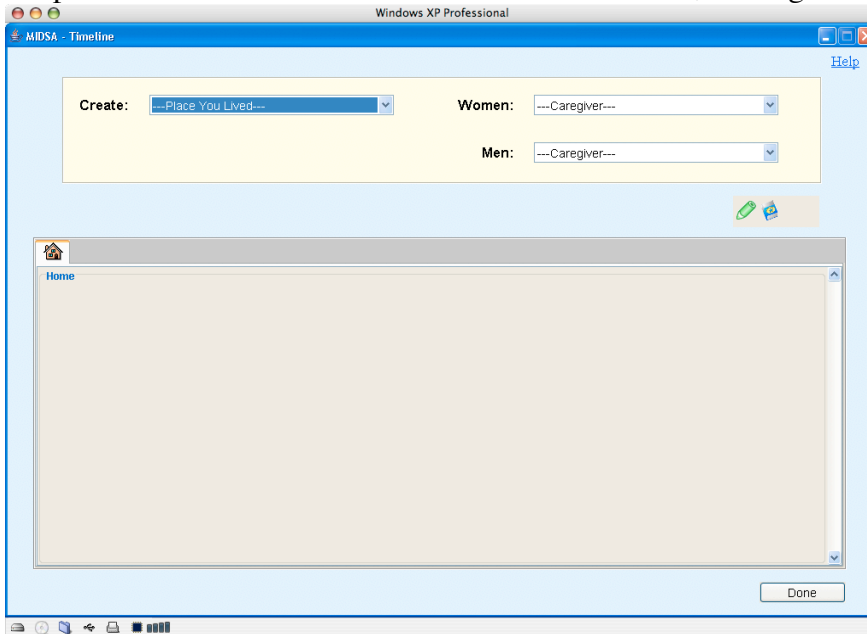 Windows XP Professional
MIDSA - Timeline
Help
Create: ---Place You Lived--- Women: ---Caregiver---
Men: ---Caregiver---
Home
Done